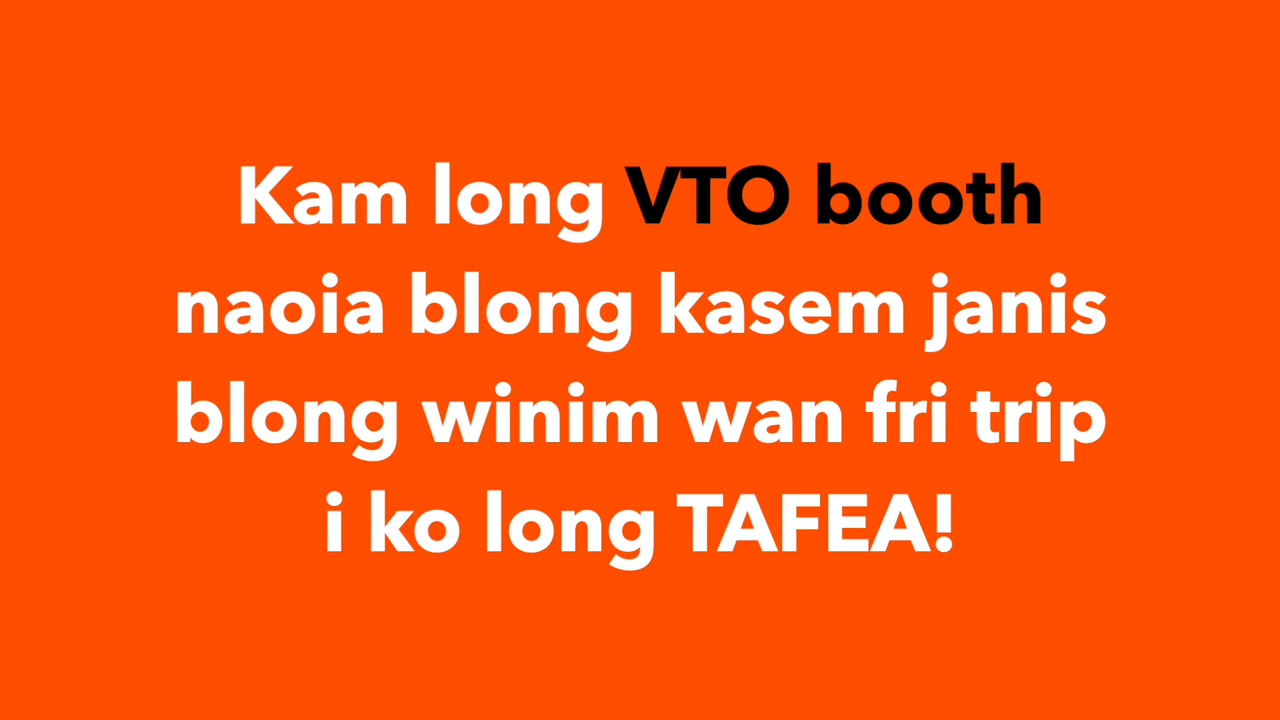 Kam long VTO booth
naoia blong kasem janis
blong winim wan fri trip
i ko long TAFEA!